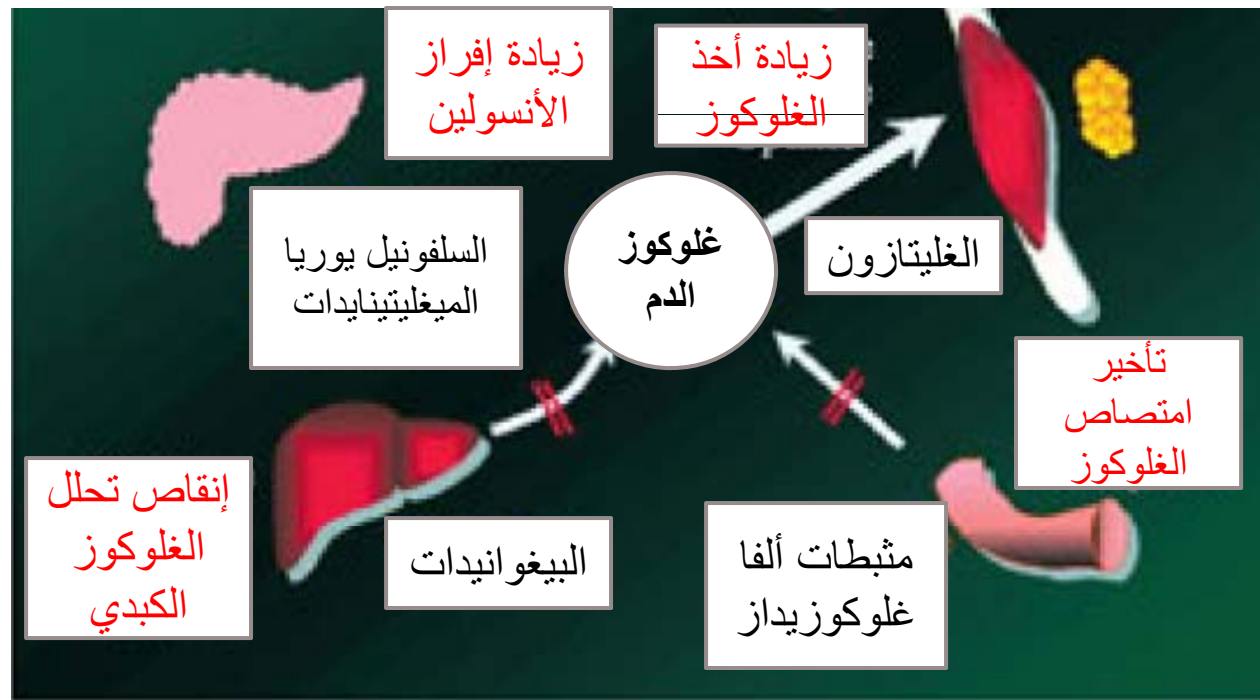 زيادة إفراز
الأنسولين
زيادة أخذ
الغلوكوز
السلفونيل يوريا
الميغليتينايدات
غلوكوز
الدم
الغليتازون
تأخير
امتصاص
الغلوكوز
إنقاص تحلل
الغلوكوز
الكبدي
البيغوانيدات
مثبطات ألفا
غلوكوزيداز